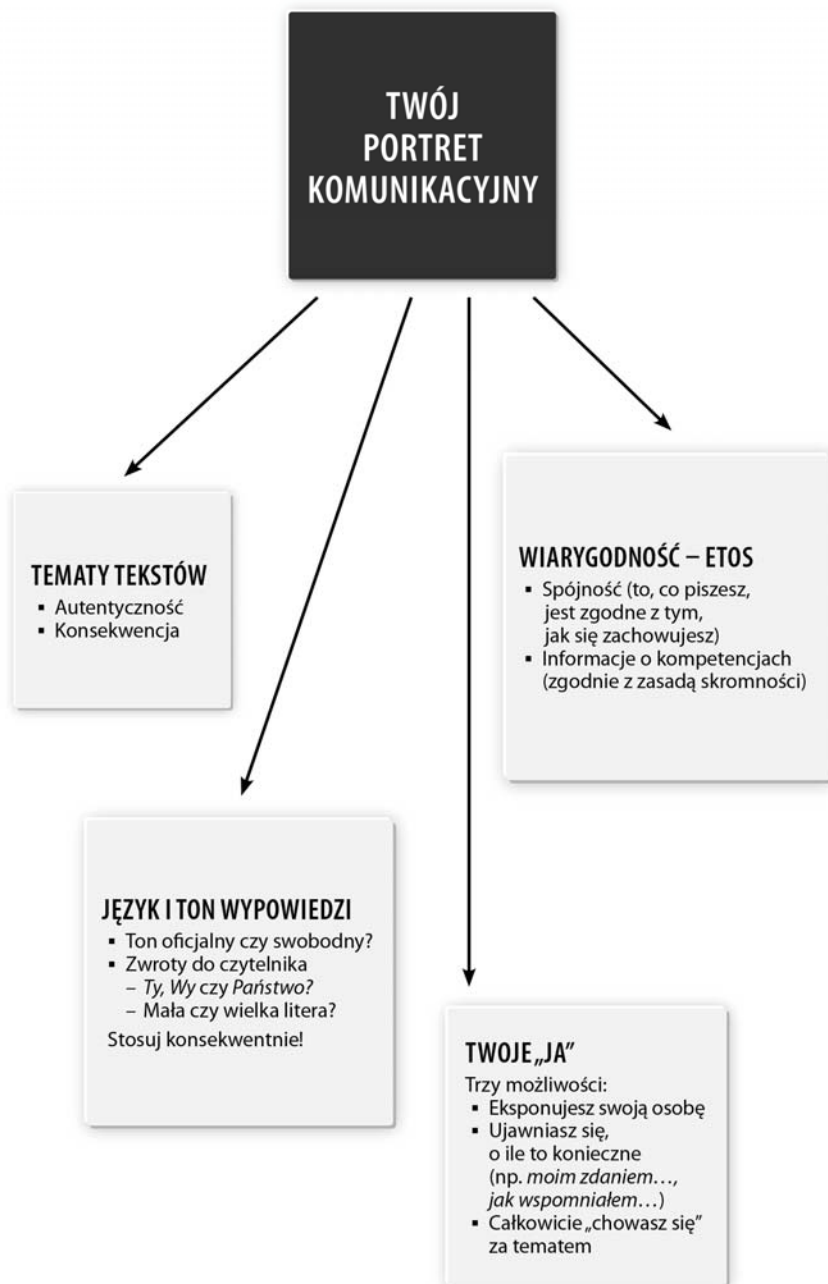 TWÓJ
PORTRET
KOMUNIKACYJNY
TEMATY TEKSTÓW
▪ Autentyczność
▪ Konsekwencja
WIARYGODNOŚĆ – ETOS
▪ Spójność (to, co piszesz,
jest zgodne z tym,
jak się zachowujesz)
▪ Informacje o kompetencjach
(zgodnie z zasadą skromności)
JĘZYK I TON WYPOWIEDZI
▪ Ton oficjalny czy swobodny?
▪ Zwroty do czytelnika
– Ty, Wy czy Państwo?
– Mała czy wielka litera?
Stosuj konsekwentnie!
TWOJE „JA”
Trzy możliwości:
▪ Eksponujesz swoją osobę
▪ Ujawniasz się,
o ile to konieczne
(np. moim zdaniem…,
jak wspomniałem…)
▪ Całkowicie „chowasz się”
za tematem